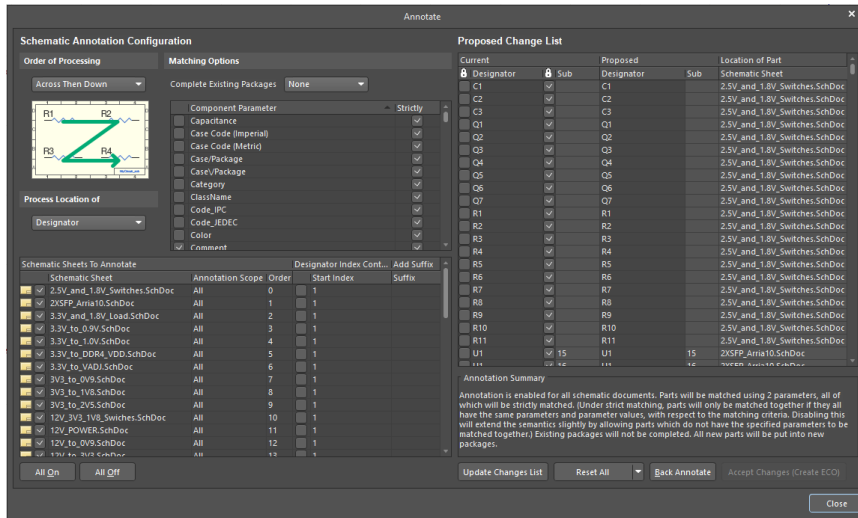 Annotate
Schematic Annotation Configuration
Order of Processing
Across Then Down
R1 R2
R3 R4
Process Location of
Designator
Matching Options
Complete Existing Packages None
Component Parameter Strictly
Capacitance
Case Code (Imperial)
Case Code (Metric)
Case/Package
Case\/Package
Category
ClassName
Code_IPC
Code_JEDEC
Color
Comment
Schematic Sheets To Annotate Designator Index Cont... Add Suffix
Schematic Sheet Annotation Scope Order Start Index Suffix
2.5V_and_1.8V_Switches.SchDoc All 0 1
2XSFP_Arria10.SchDoc All 1 1
3.3V_and_1.8V_Load.SchDoc All 2 1
3.3V_to_0.9V.SchDoc All 3 1
3.3V_to_1.0V.SchDoc All 4 1
3.3V_to_DDR4_VDD.SchDoc All 5 1
3.3V_to_VADJ.SchDoc All 6 1
3V3_to_0V9.SchDoc All 7 1
3V3_to_1V8.SchDoc All 8 1
3V3_to_2V5.SchDoc All 9 1
12V_3V3_1V8_Swiches.SchDoc All 10 1
12V_POWER.SchDoc All 11 1
12V_to_0V9.SchDoc All 12 1
12V_to_3V3.SchDoc All 13 1
All On All Off
Proposed Change List
Current Proposed Location of Part
Designator Sub Designator Sub Schematic Sheet
C1 C1 2.5V_and_1.8V_Switches.SchDoc
C2 C2 2.5V_and_1.8V_Switches.SchDoc
C3 C3 2.5V_and_1.8V_Switches.SchDoc
Q1 Q1 2.5V_and_1.8V_Switches.SchDoc
Q2 Q2 2.5V_and_1.8V_Switches.SchDoc
Q3 Q3 2.5V_and_1.8V_Switches.SchDoc
Q4 Q4 2.5V_and_1.8V_Switches.SchDoc
Q5 Q5 2.5V_and_1.8V_Switches.SchDoc
Q6 Q6 2.5V_and_1.8V_Switches.SchDoc
Q7 Q7 2.5V_and_1.8V_Switches.SchDoc
R1 R1 2.5V_and_1.8V_Switches.SchDoc
R2 R2 2.5V_and_1.8V_Switches.SchDoc
R3 R3 2.5V_and_1.8V_Switches.SchDoc
R4 R4 2.5V_and_1.8V_Switches.SchDoc
R5 R5 2.5V_and_1.8V_Switches.SchDoc
R6 R6 2.5V_and_1.8V_Switches.SchDoc
R7 R7 2.5V_and_1.8V_Switches.SchDoc
R8 R8 2.5V_and_1.8V_Switches.SchDoc
R9 R9 2.5V_and_1.8V_Switches.SchDoc
R10 R10 2.5V_and_1.8V_Switches.SchDoc
R11 R11 2.5V_and_1.8V_Switches.SchDoc
U1 15 U1 15 2XSFP_Arria10.SchDoc
U1 16 U1 16 2XSFP_Arria10.SchDoc
Annotation Summary
Annotation is enabled for all schematic documents. Parts will be matched using 2 parameters, all of
which will be strictly matched. (Under strict matching, parts will only be matched together if they all
have the same parameters and parameter values, with respect to the matching criteria. Disabling this
will extend the semantics slightly by allowing parts which do not have the specified parameters to be
matched together.) Existing packages will not be completed. All new parts will be put into new
packages.
Update Changes List Reset All Back Annotate Accept Changes (Create ECO)
Close